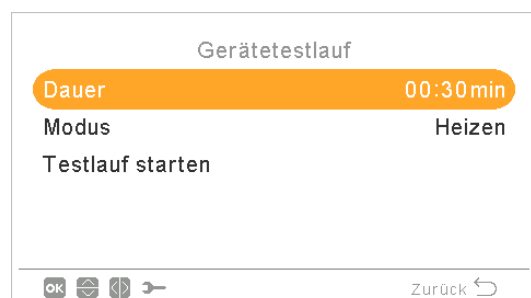 Gerätetestlauf
Dauer 00:30min
Modus Heizen
Testlauf starten
OK Zurück